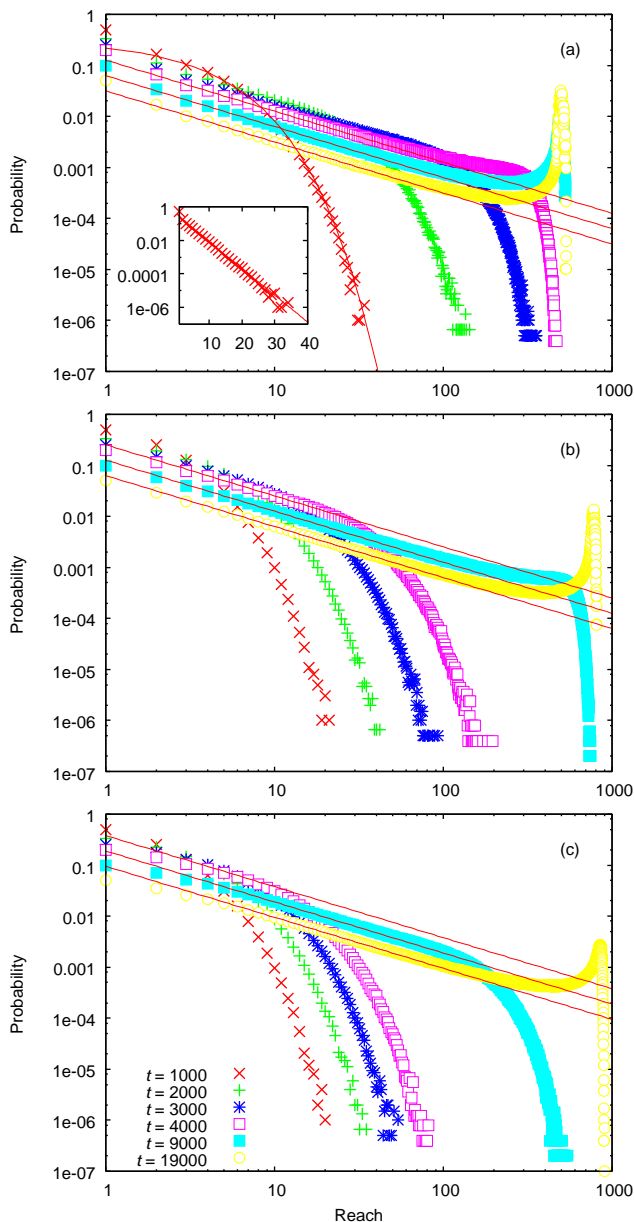 1
(a)
0.1
0.01
Probability
0.001
1e-04
1
0.01
1e-05
0.0001
1e-06
1e-06
10 20 30 40
1e-07
1 10 100 1000
1
(b)
0.1
0.01
Probability
0.001
1e-04
1e-05
1e-06
1e-07
1 10 100 1000
1
(c)
0.1
0.01
Probability
0.001
1e-04
t = 1000
t = 2000
1e-05
t = 3000
t = 4000
1e-06
t = 9000
t = 19000
1e-07
1 10 100 1000
Reach